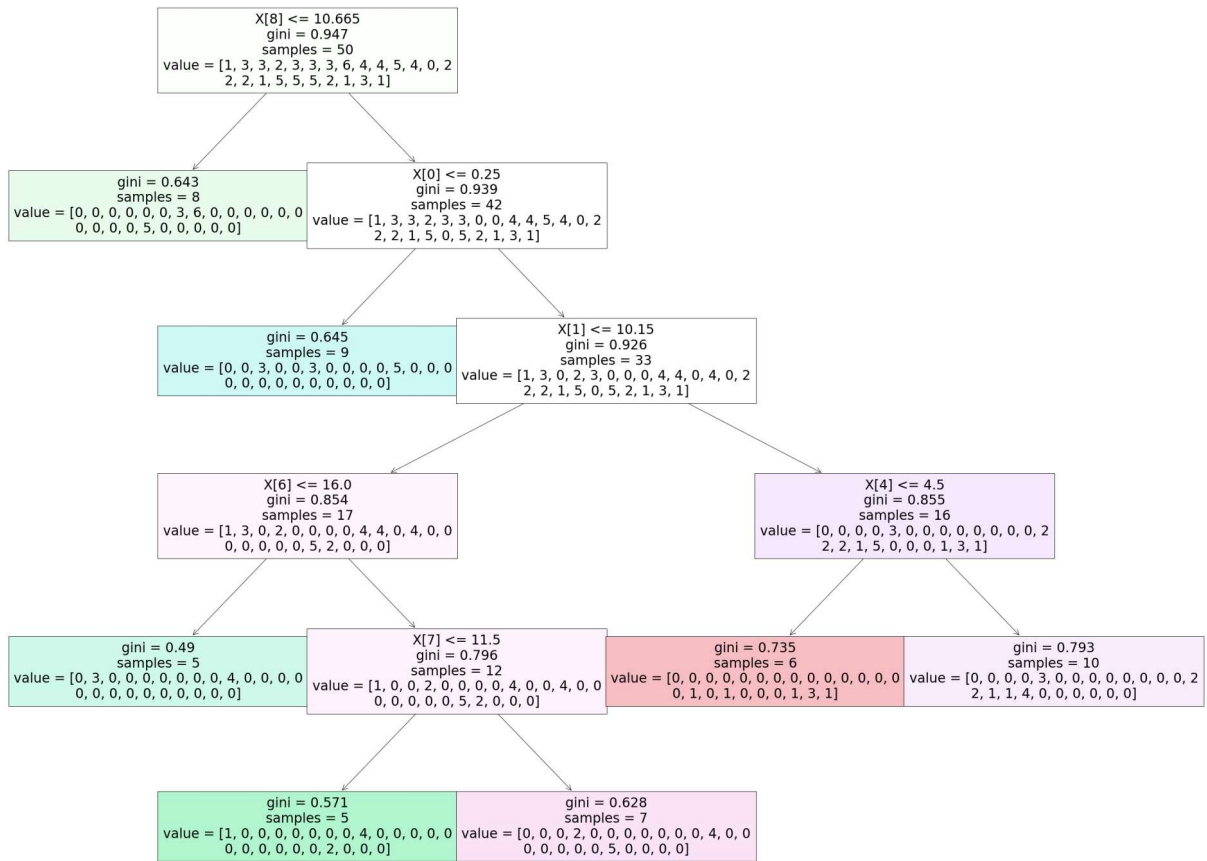 X[8] <= 10.665
gini = 0.947
samples = 50
value = [1, 3, 3, 2, 3, 3, 3, 6, 4, 4, 5, 4, 0, 2
2, 2, 1, 5, 5, 5, 2, 1, 3, 1]
gini = 0.643
samples = 8
value = [0, 0, 0, 0, 0, 0, 3, 6, 0, 0, 0, 0, 0, 0
0, 0, 0, 0, 5, 0, 0, 0, 0, 0]
X[0] <= 0.25
gini = 0.939
samples = 42
value = [1, 3, 3, 2, 3, 3, 0, 0, 4, 4, 5, 4, 0, 2
2, 2, 1, 5, 0, 5, 2, 1, 3, 1]
gini = 0.645
samples = 9
value = [0, 0, 3, 0, 0, 3, 0, 0, 0, 0, 5, 0, 0, 0
0, 0, 0, 0, 0, 0, 0, 0, 0, 0]
X[1] <= 10.15
gini = 0.926
samples = 33
value = [1, 3, 0, 2, 3, 0, 0, 0, 4, 4, 0, 4, 0, 2
2, 2, 1, 5, 0, 5, 2, 1, 3, 1]
X[6] <= 16.0
gini = 0.854
samples = 17
value = [1, 3, 0, 2, 0, 0, 0, 0, 4, 4, 0, 4, 0, 0
0, 0, 0, 0, 0, 5, 2, 0, 0, 0]
X[4] <= 4.5
gini = 0.855
samples = 16
value = [0, 0, 0, 0, 3, 0, 0, 0, 0, 0, 0, 0, 0, 2
2, 2, 1, 5, 0, 0, 0, 1, 3, 1]
gini = 0.49
samples = 5
value = [0, 3, 0, 0, 0, 0, 0, 0, 0, 4, 0, 0, 0, 0
0, 0, 0, 0, 0, 0, 0, 0, 0, 0]
X[7] <= 11.5
gini = 0.796
samples = 12
value = [1, 0, 0, 2, 0, 0, 0, 0, 4, 0, 0, 4, 0, 0
0, 0, 0, 0, 0, 5, 2, 0, 0, 0]
gini = 0.735
samples = 6
value = [0, 0, 0, 0, 0, 0, 0, 0, 0, 0, 0, 0, 0, 0
0, 1, 0, 1, 0, 0, 0, 1, 3, 1]
gini = 0.793
samples = 10
value = [0, 0, 0, 0, 3, 0, 0, 0, 0, 0, 0, 0, 0, 2
2, 1, 1, 4, 0, 0, 0, 0, 0, 0]
gini = 0.571
samples = 5
value = [1, 0, 0, 0, 0, 0, 0, 0, 4, 0, 0, 0, 0, 0
0, 0, 0, 0, 0, 0, 2, 0, 0, 0]
gini = 0.628
samples = 7
value = [0, 0, 0, 2, 0, 0, 0, 0, 0, 0, 0, 4, 0, 0
0, 0, 0, 0, 0, 5, 0, 0, 0, 0]